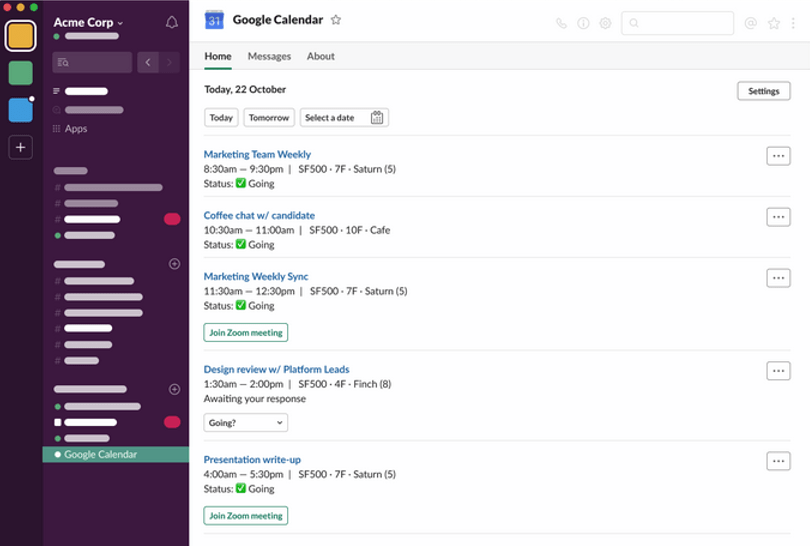 Acme Corp
Apps
Google Calendar
31
Google Calendar
Home Messages About
Today, 22 October
Settings
Today Tomorrow Select a date
Marketing Team Weekly
8:30am — 9:30pm | SF500 · 7F · Saturn (5)
Status: ✅ Going
Coffee chat w/ candidate
10:30am — 11:00am | SF500 · 10F · Cafe
Status: ✅ Going
Marketing Weekly Sync
11:30am — 12:30pm | SF500 · 7F · Saturn (5)
Status: ✅ Going
Join Zoom meeting
Design review w/ Platform Leads
1:30am — 2:00pm | SF500 · 4F · Finch (8)
Awaiting your response
Going?
Presentation write-up
4:00am — 5:30pm | SF500 · 7F · Saturn (5)
Status: ✅ Going
Join Zoom meeting